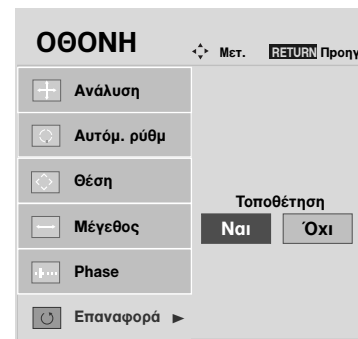 ΟΘΟΝΗ
Μετ. RETURN Προηγ
Ανάλυση
Αυτόμ. ρύθμ
Θέση
Μέγεθος
Phase
Επαναφορά ►
Τοποθέτηση
Ναι Όχι